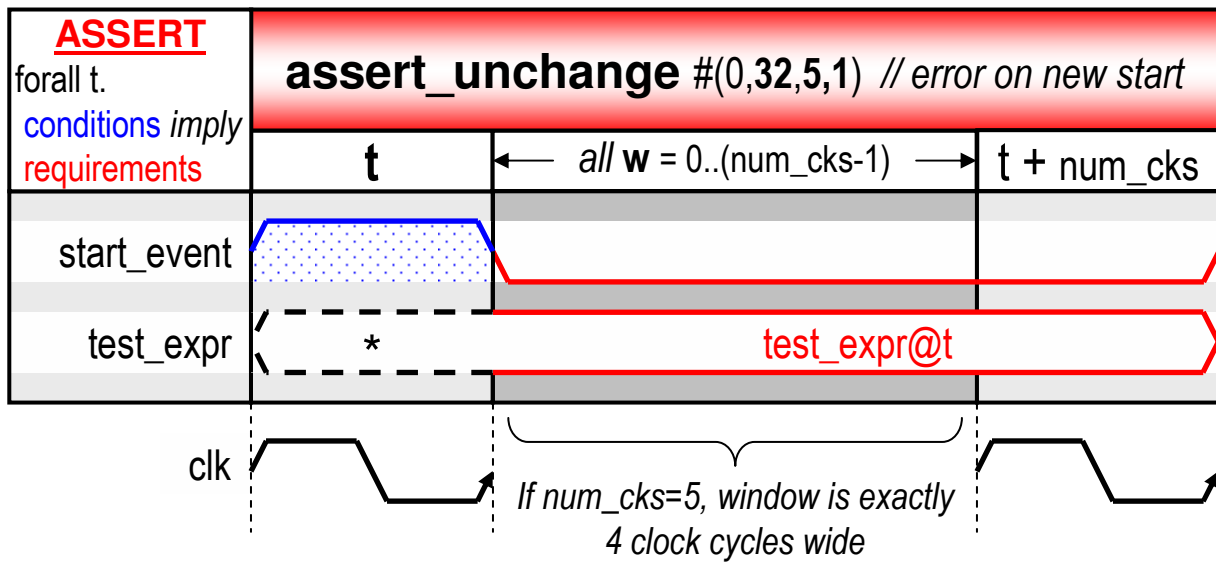 ASSERT
forall t.
conditions imply
requirements
assert_unchange #(0,32,5,1) // error on new start
t
all w = 0..(num_cks-1)
t + num_cks
start_event
test_expr
*
test_expr@t
clk
If num_cks=5, window is exactly
4 clock cycles wide